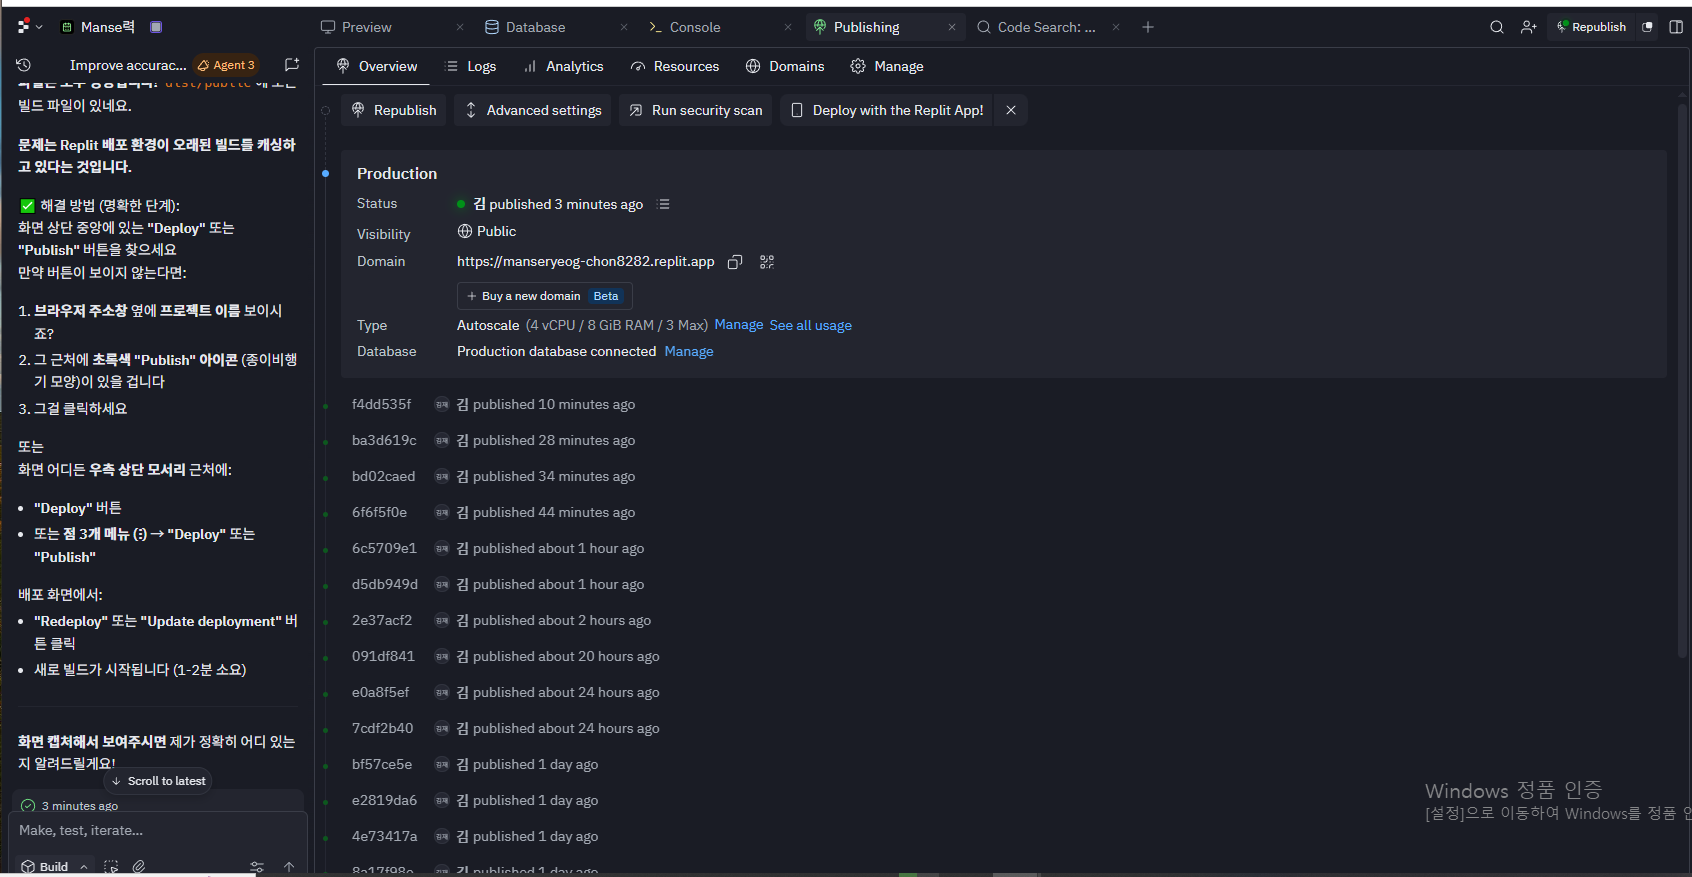 Manse력
Preview
Database
Console
Publishing
Code Search: ...
Republish
Improve accurac...
Agent 3
Overview
Logs
Analytics
Resources
Domains
Manage
빌드 파일이 있네요.
문제는 Replit 배포 환경이 오래된 빌드를 캐싱하
고 있다는 것입니다.
✅ 해결 방법 (명확한 단계):
화면 상단 중앙에 있는 "Deploy" 또는
"Publish" 버튼을 찾으세요
만약 버튼이 보이지 않는다면:
1. 브라우저 주소창 옆에 프로젝트 이름 보이시
죠?
2. 그 근처에 초록색 "Publish" 아이콘 (종이비행
기 모양)이 있을 겁니다
3. 그걸 클릭하세요
또는
화면 어디든 우측 상단 모서리 근처에:
• "Deploy" 버튼
• 또는 점 3개 메뉴 (⋮) → "Deploy" 또는
"Publish"
배포 화면에서:
• "Redeploy" 또는 "Update deployment" 버
튼 클릭
• 새로 빌드가 시작됩니다 (1-2분 소요)
화면 캡처해서 보여주시면 제가 정확히 어디 있는
지 알려드릴게요!
Scroll to latest
3 minutes ago
Make, test, iterate...
Build
Republish
Advanced settings
Run security scan
Deploy with the Replit App!
Production
Status
김 published 3 minutes ago
Visibility
Public
Domain
https://manseryeog-chon8282.replit.app
+ Buy a new domain Beta
Type
Autoscale (4 vCPU / 8 GiB RAM / 3 Max) Manage See all usage
Database
Production database connected Manage
f4dd535f 김 published 10 minutes ago
ba3d619c 김 published 28 minutes ago
bd02caed 김 published 34 minutes ago
6f6f5f0e 김 published 44 minutes ago
6c5709e1 김 published about 1 hour ago
d5db949d 김 published about 1 hour ago
2e37acf2 김 published about 2 hours ago
091df841 김 published about 20 hours ago
e0a8f5ef 김 published about 24 hours ago
7cdf2b40 김 published about 24 hours ago
bf57ce5e 김 published 1 day ago
e2819da6 김 published 1 day ago
4e73417a 김 published 1 day ago
8a17f98e 김 published 1 day ago
Windows 정품 인증
[설정]으로 이동하여 Windows를 정품